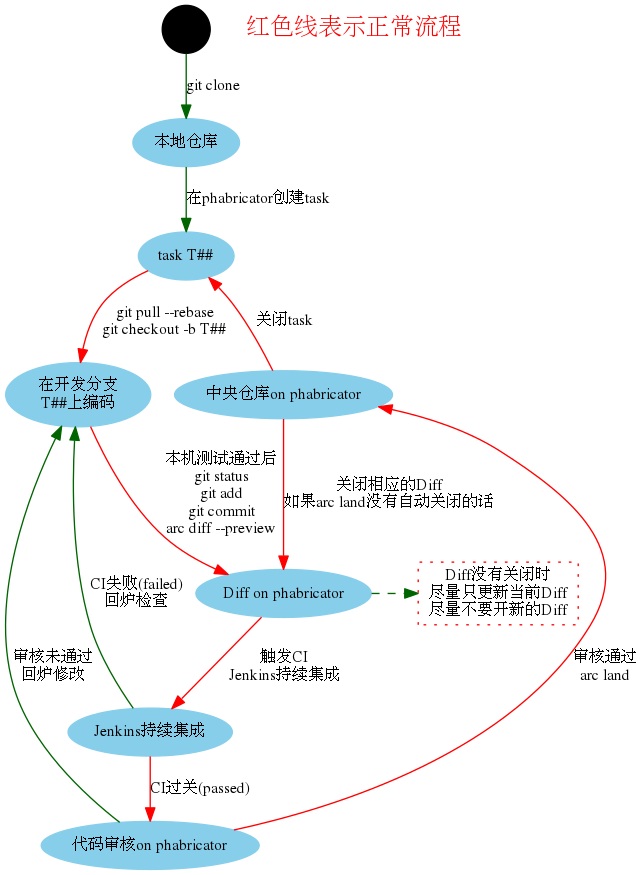 红色线表示正常流程
git clone
本地仓库
在phabricator创建task
task T##
git pull --rebase
git checkout -b T##
关闭task
在开发分支
T##上编码
中央仓库on phabricator
本机测试通过后
git status
git add
git commit
arc diff --preview
关闭相应的Diff
如果arc land没有自动关闭的话
Diff on phabricator
Diff没有关闭时
尽量只更新当前Diff
尽量不要开新的Diff
CI失败(failed)
回炉检查
触发CI
Jenkins持续集成
审核未通过
回炉修改
审核通过
arc land
Jenkins持续集成
CI过关(passed)
代码审核on phabricator